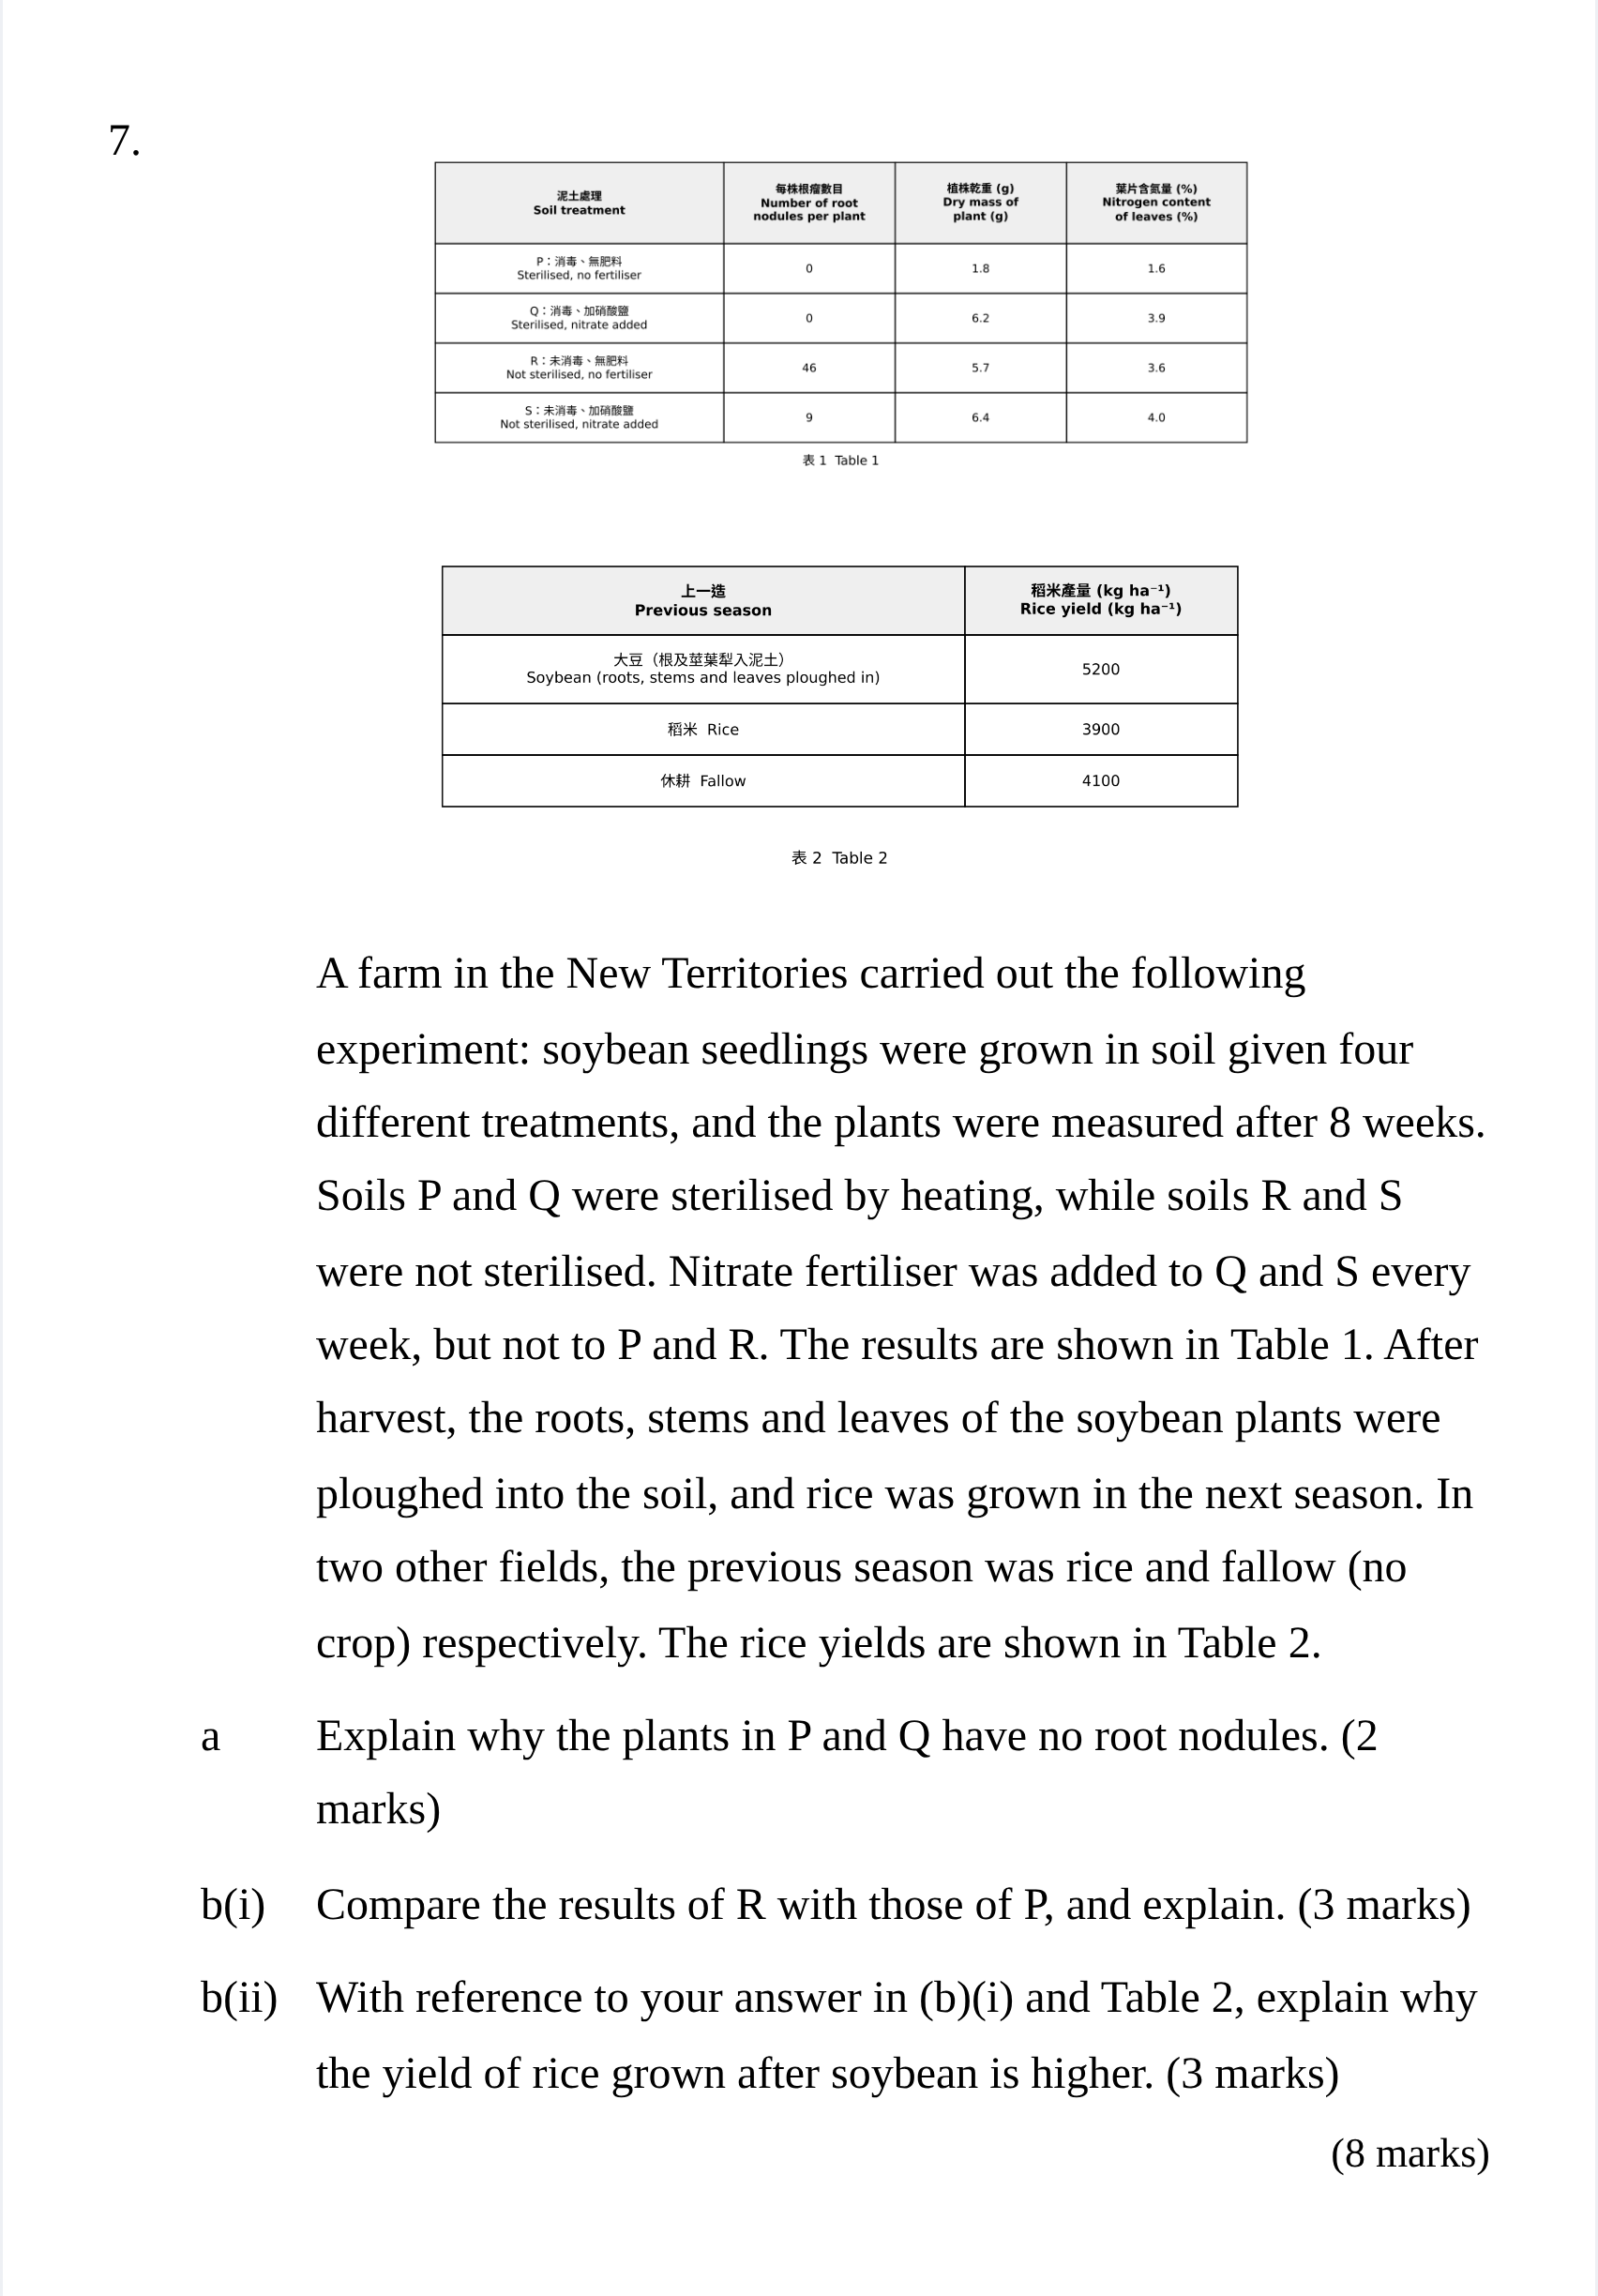 7.
泥土處理
Soil treatment
每株根瘤數目
Number of root
nodules per plant
植株乾重 (g)
Dry mass of
plant (g)
葉片含氮量 (%)
Nitrogen content
of leaves (%)
P：消毒、無肥料
Sterilised, no fertiliser
0
1.8
1.6
Q：消毒、加硝酸鹽
Sterilised, nitrate added
0
6.2
3.9
R：未消毒、無肥料
Not sterilised, no fertiliser
46
5.7
3.6
S：未消毒、加硝酸鹽
Not sterilised, nitrate added
9
6.4
4.0
表 1 Table 1
上一造
Previous season
稻米產量 (kg ha⁻¹)
Rice yield (kg ha⁻¹)
大豆（根及莖葉犁入泥土）
Soybean (roots, stems and leaves ploughed in)
5200
稻米 Rice
3900
休耕 Fallow
4100
表 2 Table 2
A farm in the New Territories carried out the following
experiment: soybean seedlings were grown in soil given four
different treatments, and the plants were measured after 8 weeks.
Soils P and Q were sterilised by heating, while soils R and S
were not sterilised. Nitrate fertiliser was added to Q and S every
week, but not to P and R. The results are shown in Table 1. After
harvest, the roots, stems and leaves of the soybean plants were
ploughed into the soil, and rice was grown in the next season. In
two other fields, the previous season was rice and fallow (no
crop) respectively. The rice yields are shown in Table 2.
a Explain why the plants in P and Q have no root nodules. (2
marks)
b(i) Compare the results of R with those of P, and explain. (3 marks)
b(ii) With reference to your answer in (b)(i) and Table 2, explain why
the yield of rice grown after soybean is higher. (3 marks)
(8 marks)